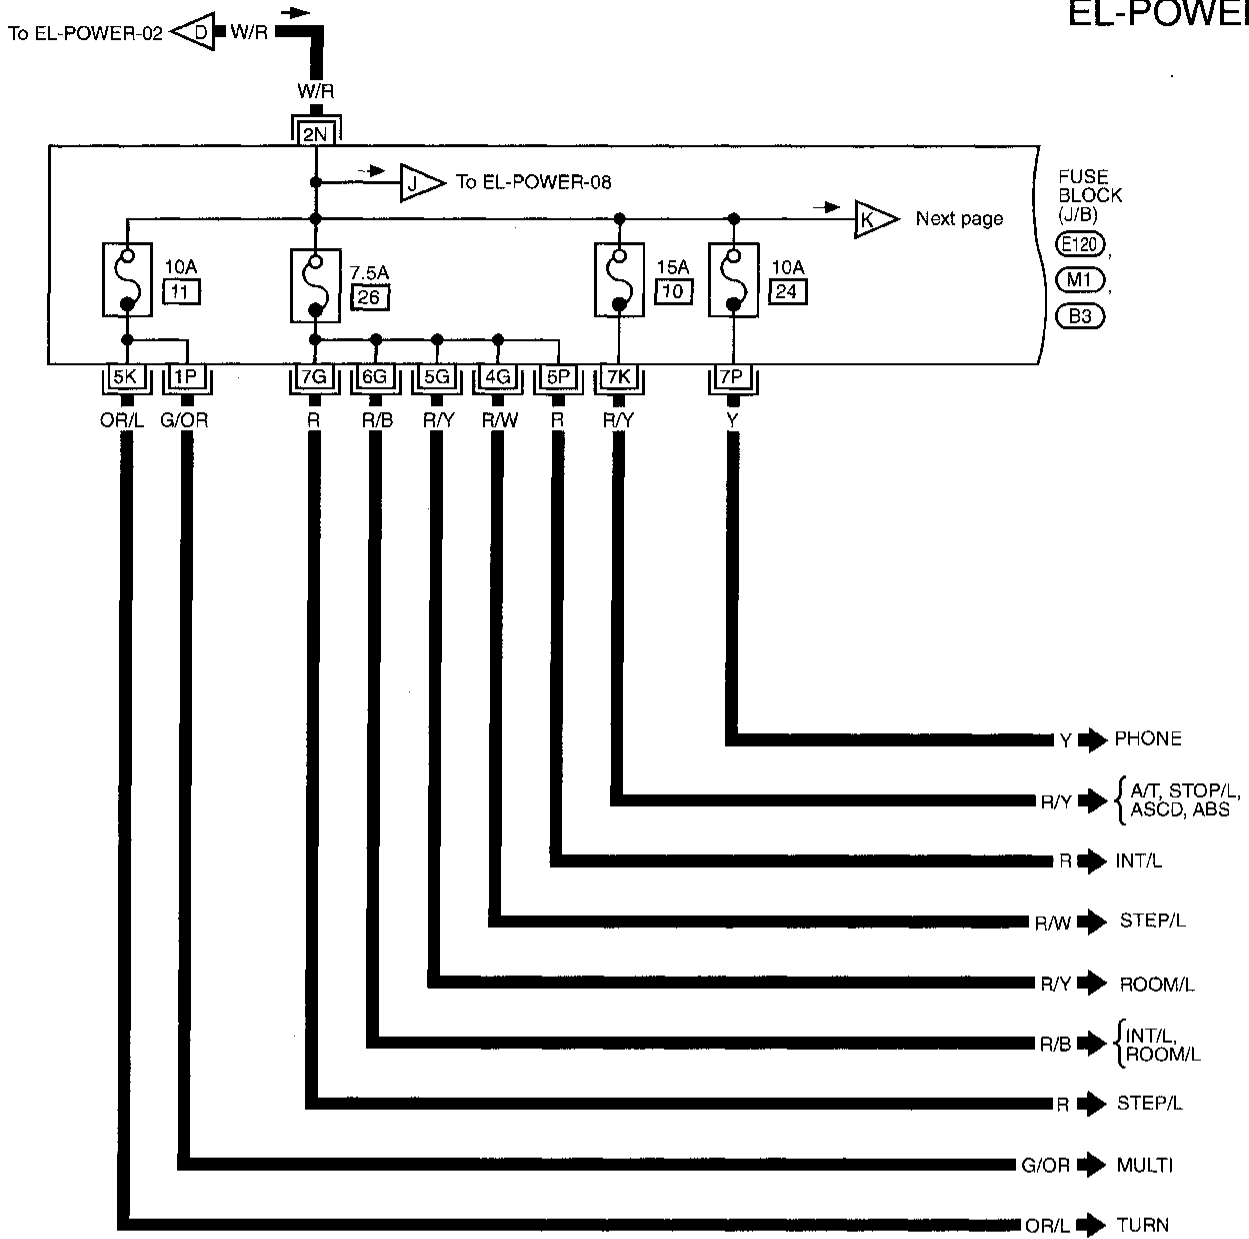 EL-POWE
To EL-POWER-02 D W/R
W/R
2N
J To EL-POWER-08
K Next page
FUSE
BLOCK
(J/B)
E120 ,
M1 ,
B3
10A
11
7.5A
26
15A
10
10A
24
5K 1P 7G 6G 5G 4G 5P 7K 7P
OR/L G/OR R R/B R/Y R/W R R/Y Y
Y PHONE
R/Y A/T, STOP/L,
ASCD, ABS
R INT/L
R/W STEP/L
R/Y ROOM/L
R/B INT/L,
ROOM/L
R STEP/L
G/OR MULTI
OR/L TURN